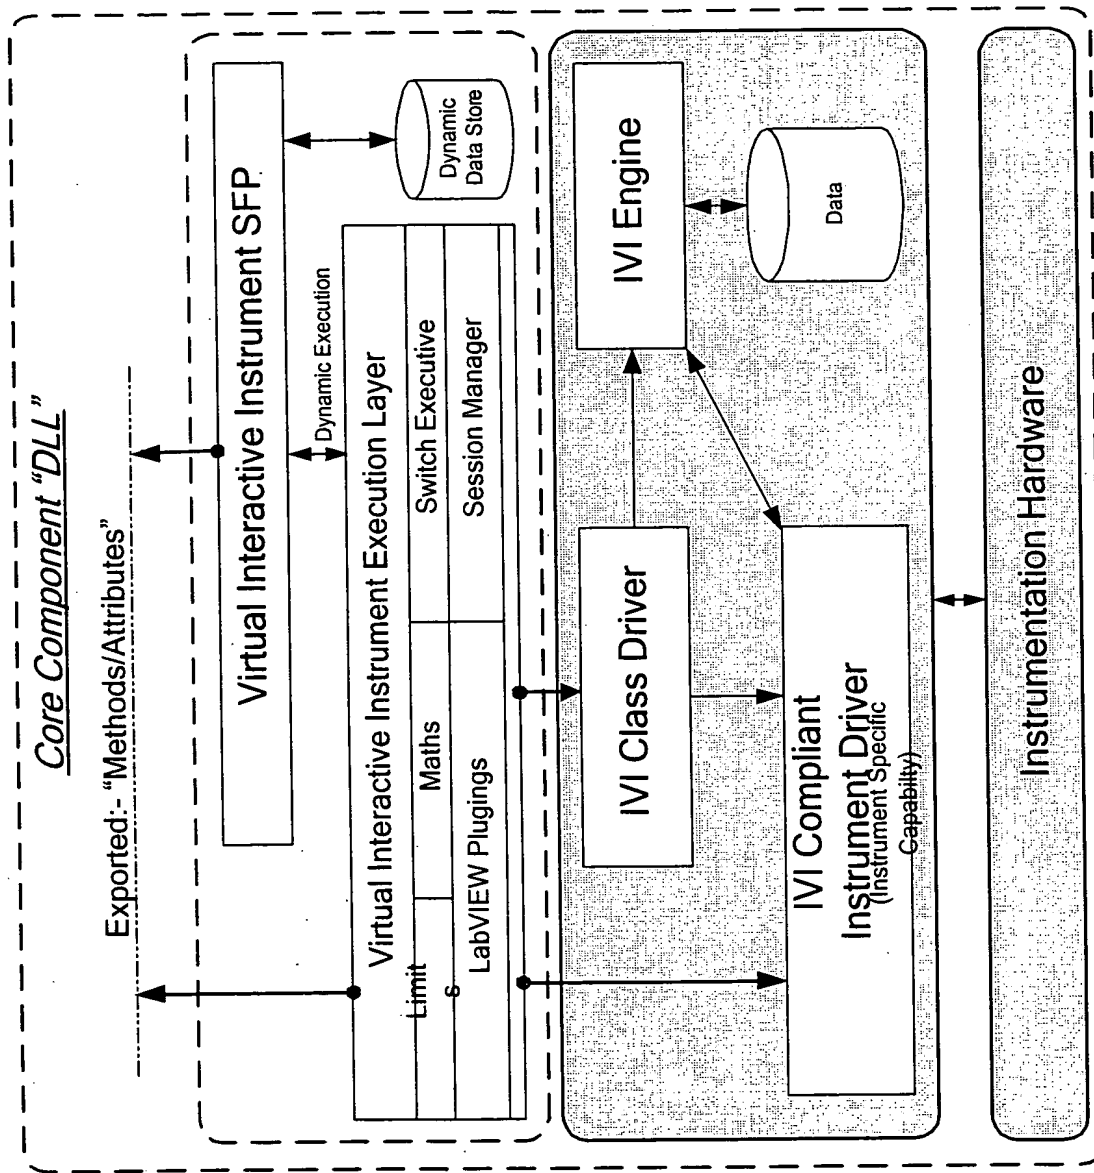 Core Component “DLL”
Exported:- “Methods/Attributes”
Virtual Interactive Instrument SFP
Dynamic Execution
Dynamic
Data Store
Virtual Interactive Instrument Execution Layer
Limit
s
Maths
Switch Executive
LabVIEW Plugings
Session Manager
IVI Class Driver
IVI Engine
IVI Compliant
Instrument Driver
(Instrument Specific
Capabilty)
Data
Instrumentation Hardware